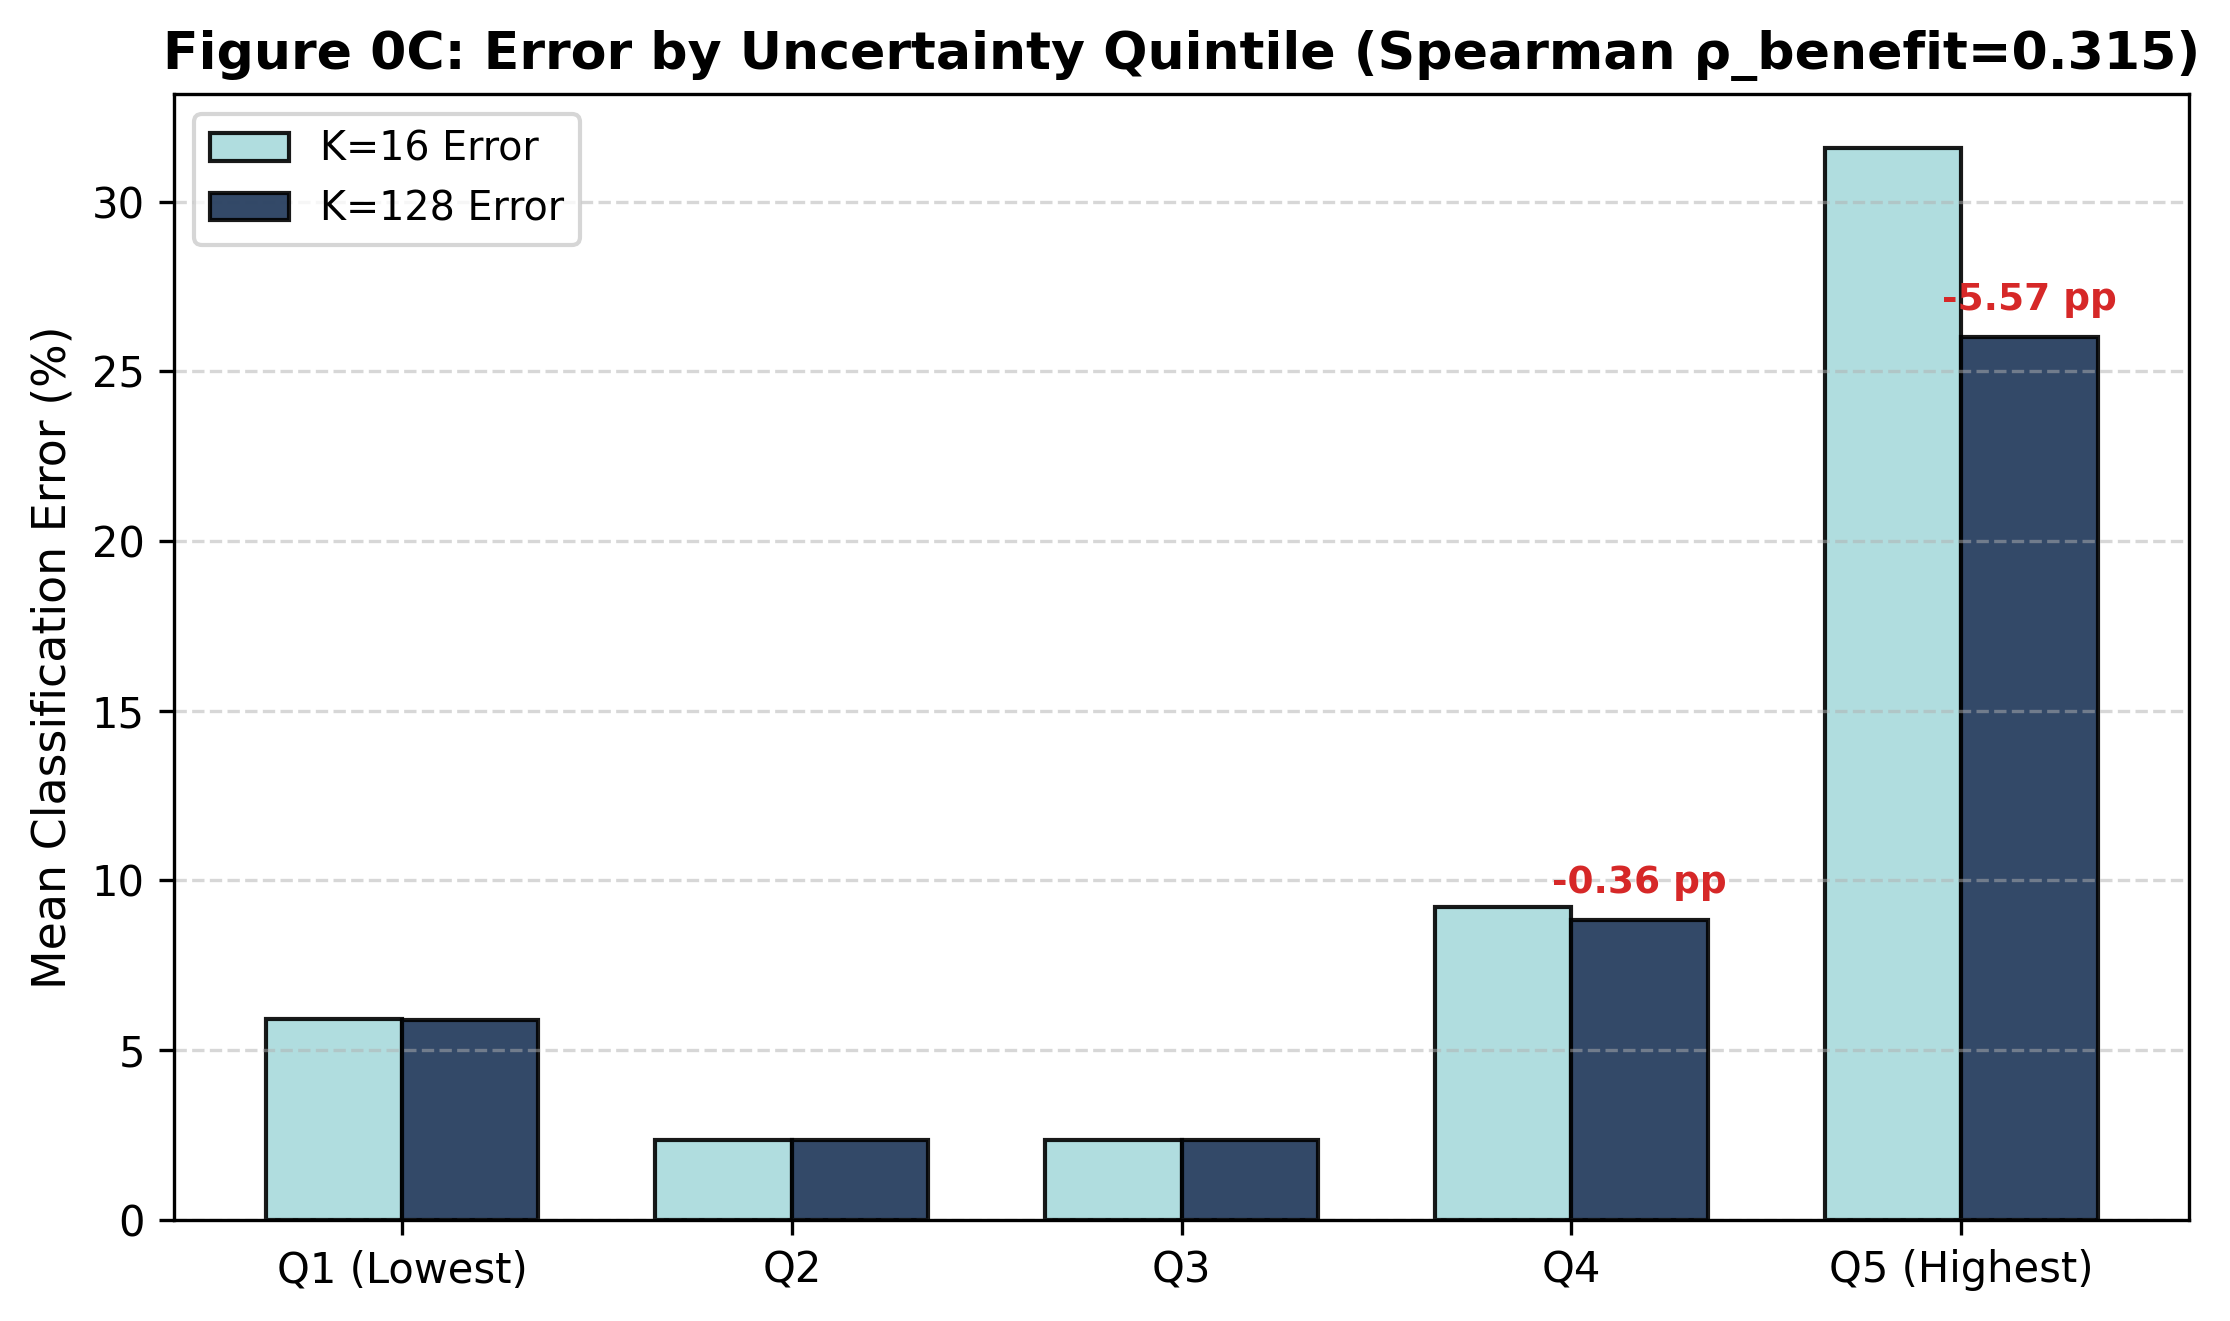 Figure 0C: Error by Uncertainty Quintile (Spearman ρ_benefit=0.315)
K=16 Error
K=128 Error
Mean Classification Error (%)
30
25
20
15
10
5
0
-5.57 pp
-0.36 pp
Q1 (Lowest)
Q2
Q3
Q4
Q5 (Highest)